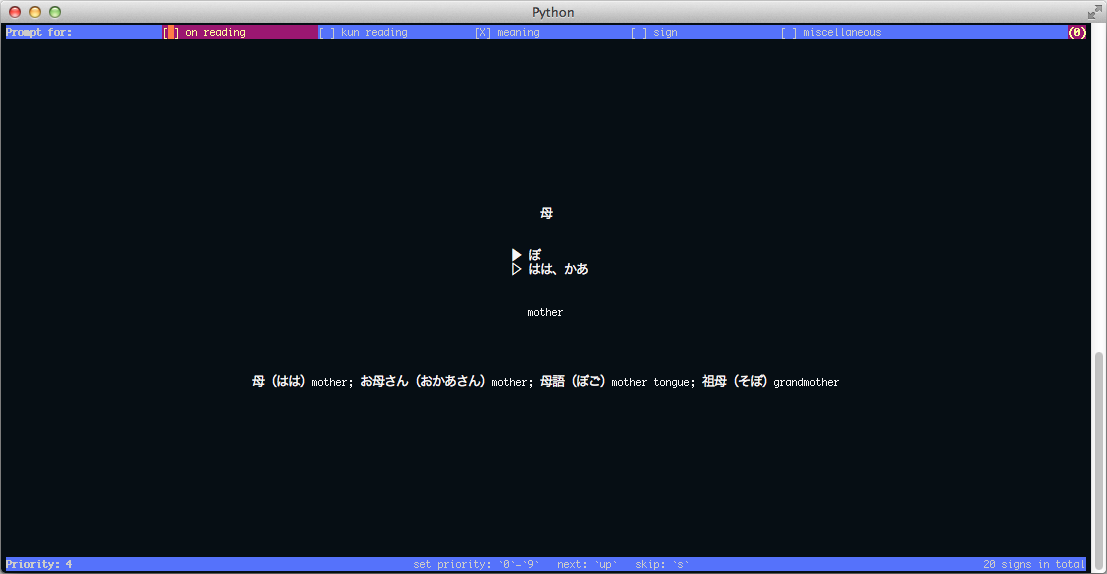 Python
Prompt for: [ ] on reading [ ] kun reading [X] meaning [ ] sign [ ] miscellaneous (0)
母
▶ ぼ
▷ はは、かあ
mother
母（はは）mother; お母さん（おかあさん）mother; 母語（ぼご）mother tongue; 祖母（そぼ）grandmother
Priority: 4 set priority: `0`-`9` next: `up` skip: `s` 20 signs in total